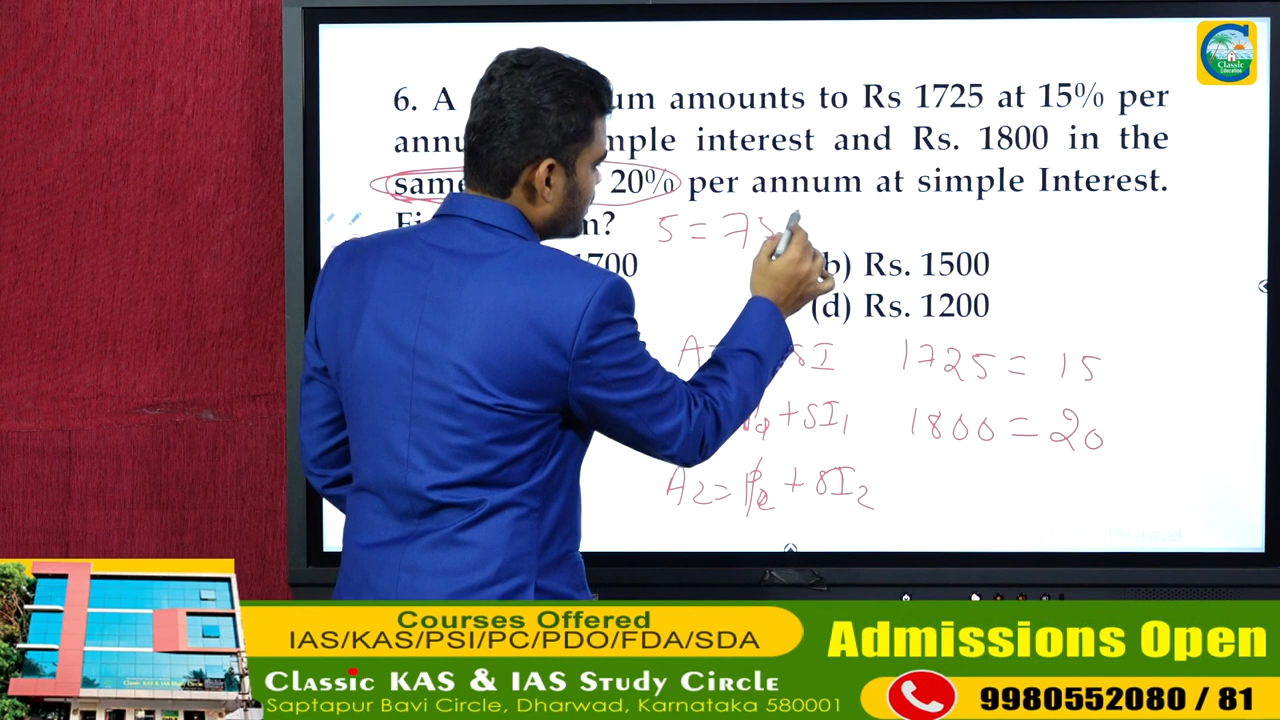 Classic
Education
6. A um amounts to Rs 1725 at 15% per
annu mple interest and Rs. 1800 in the
same 20% per annum at simple Interest.
Fi m? 5 = 75
1700 b) Rs. 1500
(d) Rs. 1200
A SI 1725 = 15
+ SI1 1800 = 20
A2 = P2 + SI2
Dharwad
Courses Offered
IAS/KAS/PSI/PC/PDO/FDA/SDA
Classic KAS & IAS Study Circle
Saptapur Bavi Circle, Dharwad, Karnataka 580001
Admissions Open
9980552080 / 81